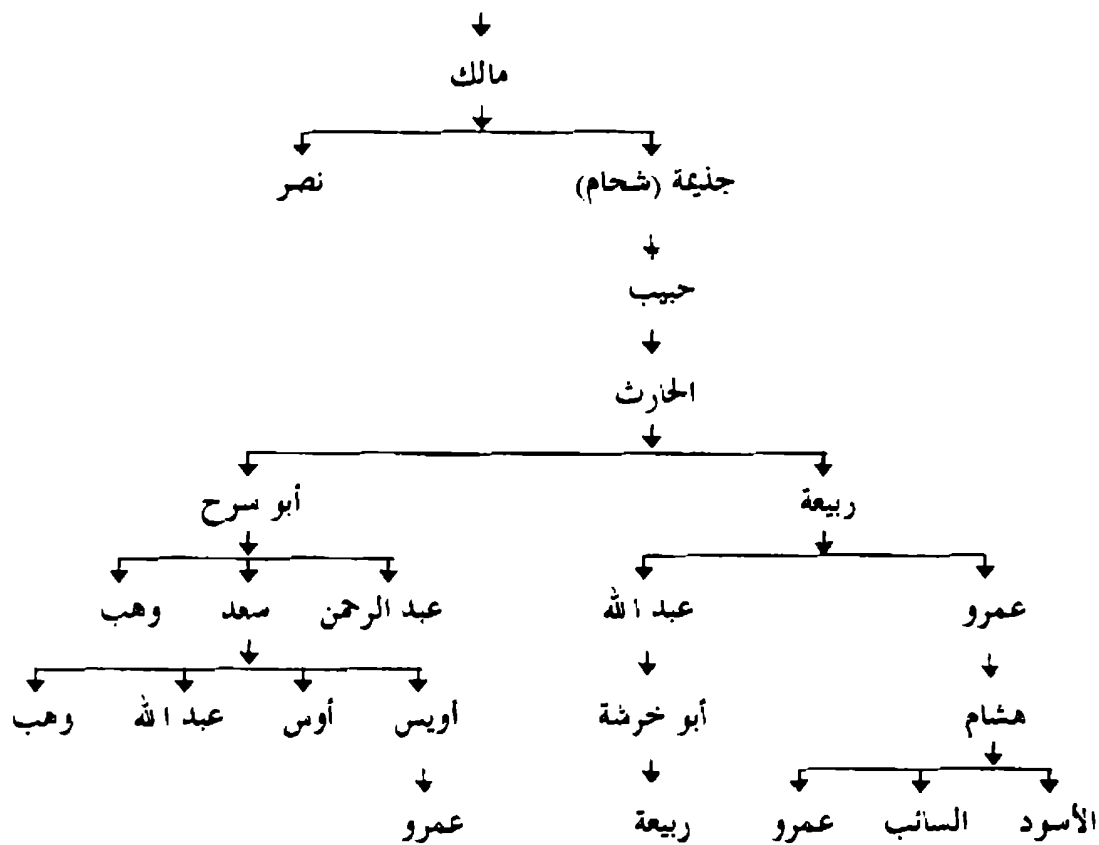 مالك
جذيمة (شحام) نصر
حبيب
الحارث
ربيعة أبو سرح
عمرو عبد الله عبد الرحمن سعد وهب
هشام أبو خرشة أويس أوس عبد الله وهب
الأسود السائب عمرو ربيعة عمرو